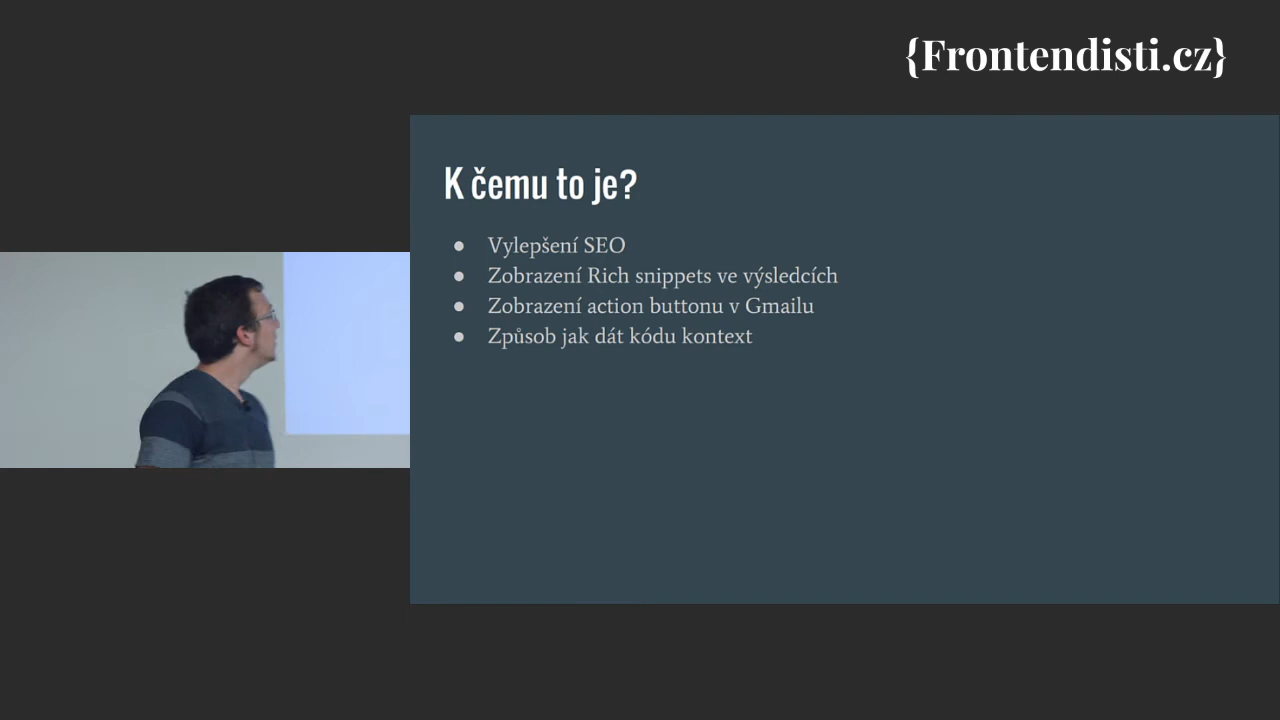 {Frontendisti.cz}
K čemu to je?
● Vylepšení SEO
● Zobrazení Rich snippets ve výsledcích
● Zobrazení action buttonu v Gmailu
● Způsob jak dát kódu kontext